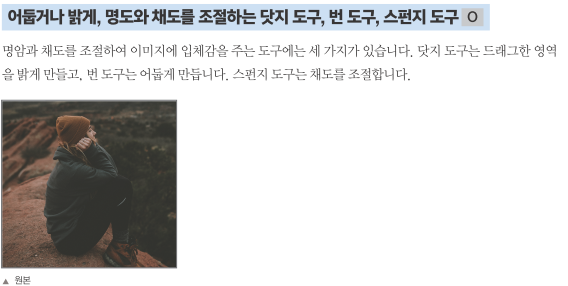 어둡거나 밝게, 명도와 채도를 조절하는 닷지 도구, 번 도구, 스펀지 도구 O
명암과 채도를 조절하여 이미지에 입체감을 주는 도구에는 세 가지가 있습니다. 닷지 도구는 드래그한 영역
을 밝게 만들고, 번 도구는 어둡게 만듭니다. 스펀지 도구는 채도를 조절합니다.
▲ 원본